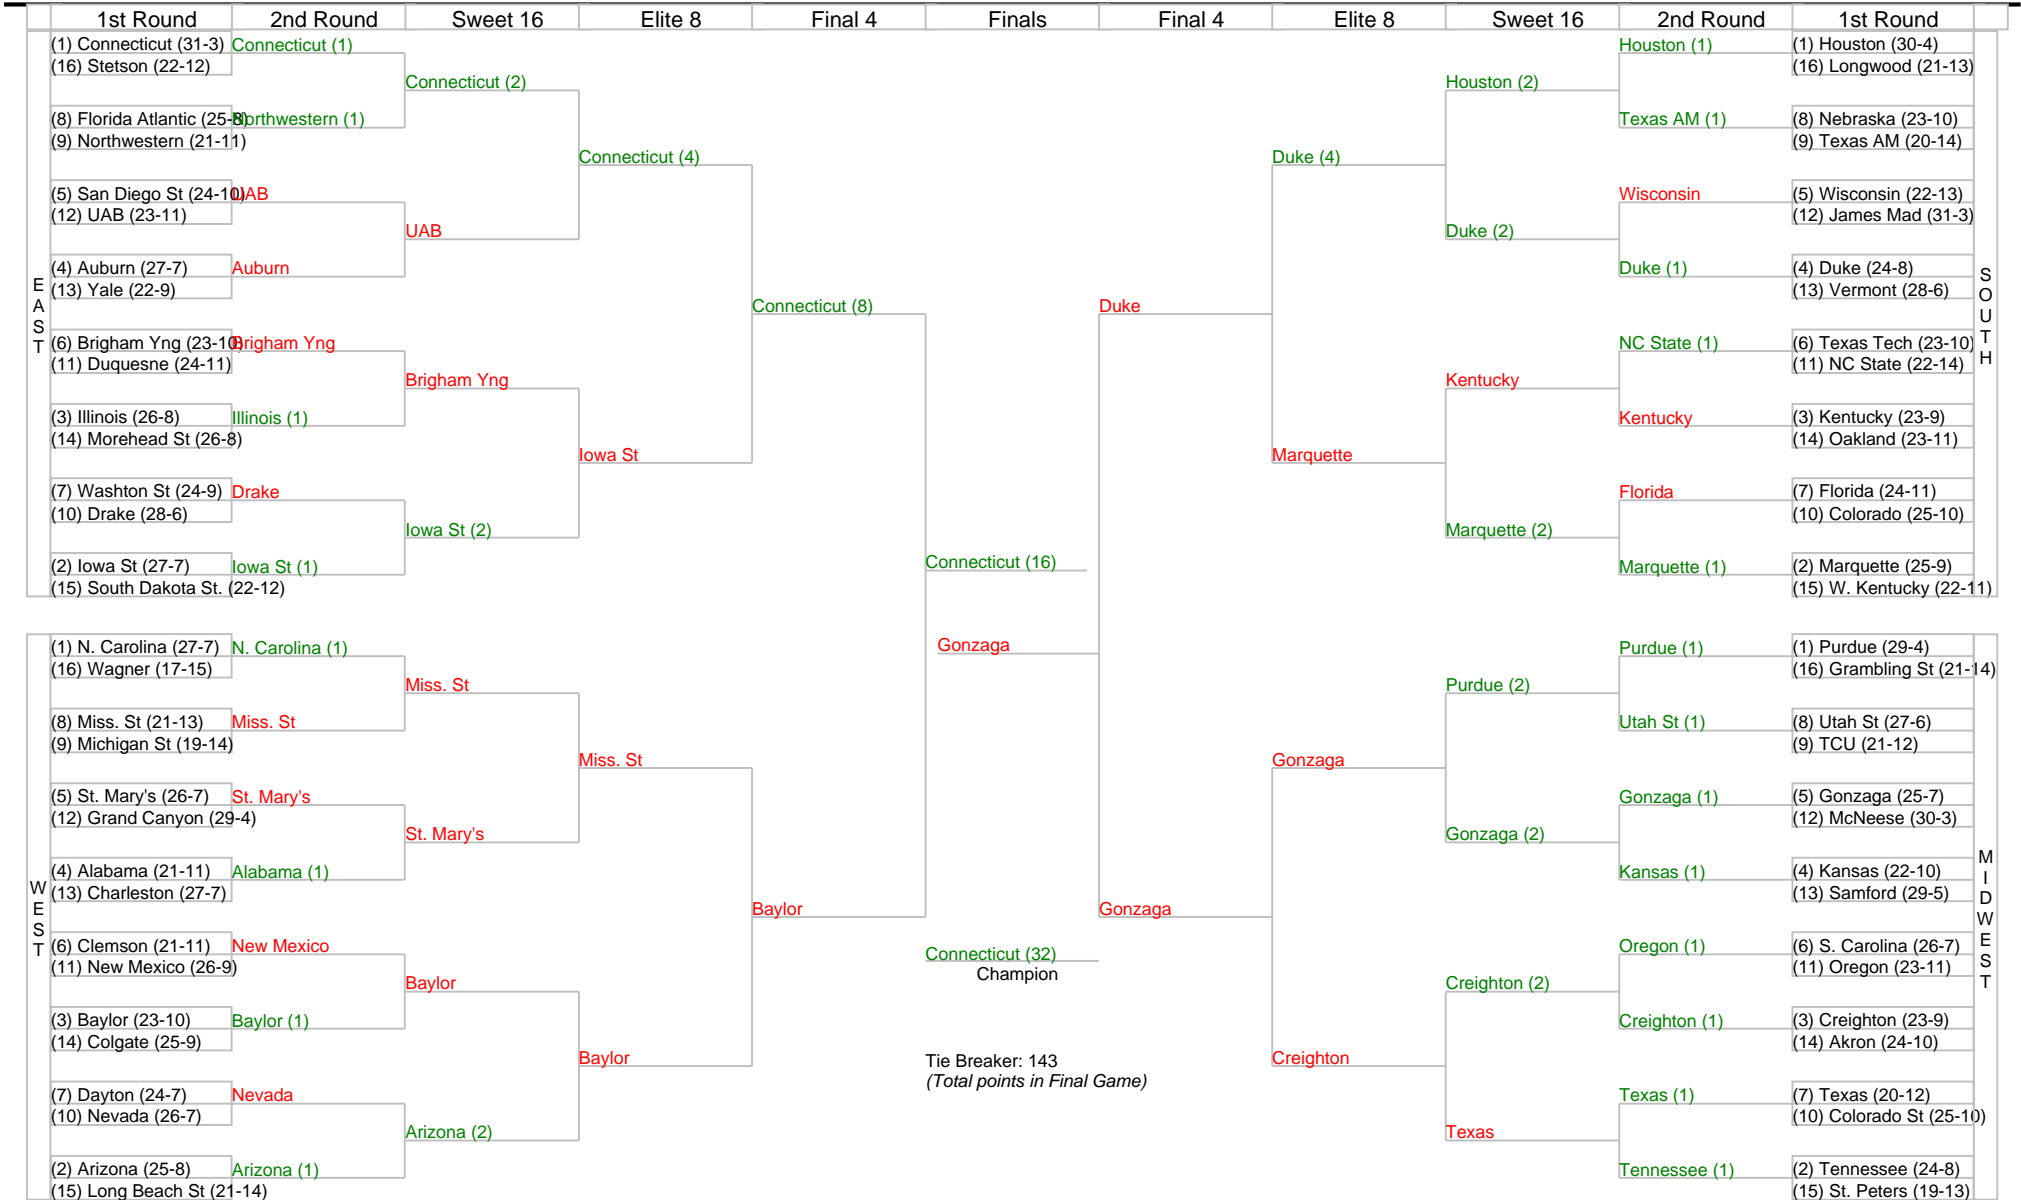 1st Round 2nd Round Sweet 16 Elite 8 Final 4 Finals Final 4 Elite 8 Sweet 16 2nd Round 1st Round
EAST
(1) Connecticut (31-3)
(16) Stetson (22-12)
(8) Florida Atlantic (25-8)
(9) Northwestern (21-11)
(5) San Diego St (24-10)
(12) UAB (23-11)
(4) Auburn (27-7)
(13) Yale (22-9)
(6) Brigham Yng (23-10)
(11) Duquesne (24-11)
(3) Illinois (26-8)
(14) Morehead St (26-8)
(7) Washton St (24-9)
(10) Drake (28-6)
(2) Iowa St (27-7)
(15) South Dakota St. (22-12)
Connecticut (1)
Northwestern (1)
UAB
Auburn
Brigham Yng
Illinois (1)
Drake
Iowa St (1)
Connecticut (2)
UAB
Brigham Yng
Iowa St (2)
Connecticut (4)
Iowa St
Connecticut (8)
WEST
(1) N. Carolina (27-7)
(16) Wagner (17-15)
(8) Miss. St (21-13)
(9) Michigan St (19-14)
(5) St. Mary's (26-7)
(12) Grand Canyon (29-4)
(4) Alabama (21-11)
(13) Charleston (27-7)
(6) Clemson (21-11)
(11) New Mexico (26-9)
(3) Baylor (23-10)
(14) Colgate (25-9)
(7) Dayton (24-7)
(10) Nevada (26-7)
(2) Arizona (25-8)
(15) Long Beach St (21-14)
N. Carolina (1)
Miss. St
St. Mary's
Alabama (1)
New Mexico
Baylor (1)
Nevada
Arizona (1)
Miss. St
St. Mary's
Baylor
Arizona (2)
Miss. St
Baylor
Baylor
Connecticut (16)
Gonzaga
Connecticut (32)
Champion
Tie Breaker: 143
(Total points in Final Game)
Duke
Gonzaga
Duke (4)
Marquette
Houston (2)
Duke (2)
Kentucky
Marquette (2)
Houston (1)
Texas AM (1)
Wisconsin
Duke (1)
NC State (1)
Kentucky
Florida
Marquette (1)
(1) Houston (30-4)
(16) Longwood (21-13)
(8) Nebraska (23-10)
(9) Texas AM (20-14)
(5) Wisconsin (22-13)
(12) James Mad (31-3)
(4) Duke (24-8)
(13) Vermont (28-6)
(6) Texas Tech (23-10)
(11) NC State (22-14)
(3) Kentucky (23-9)
(14) Oakland (23-11)
(7) Florida (24-11)
(10) Colorado (25-10)
(2) Marquette (25-9)
(15) W. Kentucky (22-11)
SOUTH
Gonzaga
Creighton
Purdue (2)
Gonzaga (2)
Creighton (2)
Texas
Purdue (1)
Utah St (1)
Gonzaga (1)
Kansas (1)
Oregon (1)
Creighton (1)
Texas (1)
Tennessee (1)
(1) Purdue (29-4)
(16) Grambling St (21-14)
(8) Utah St (27-6)
(9) TCU (21-12)
(5) Gonzaga (25-7)
(12) McNeese (30-3)
(4) Kansas (22-10)
(13) Samford (29-5)
(6) S. Carolina (26-7)
(11) Oregon (23-11)
(3) Creighton (23-9)
(14) Akron (24-10)
(7) Texas (20-12)
(10) Colorado St (25-10)
(2) Tennessee (24-8)
(15) St. Peters (19-13)
MIDWEST